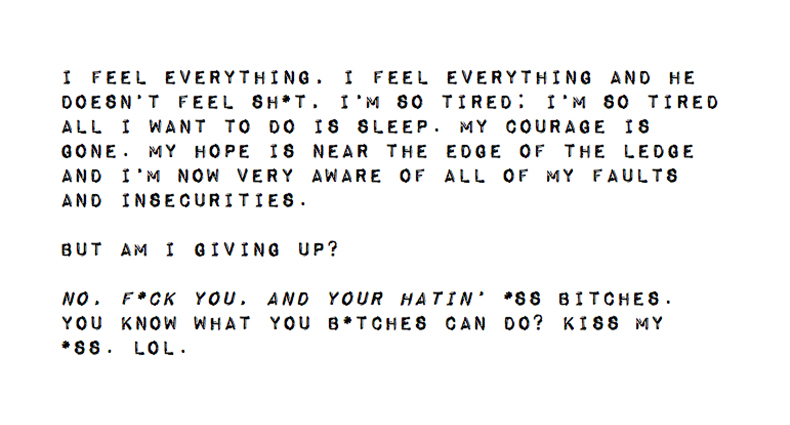 I FEEL EVERYTHING. I FEEL EVERYTHING AND HE
DOESN'T FEEL SH*T. I'M SO TIRED; I'M SO TIRED
ALL I WANT TO DO IS SLEEP. MY COURAGE IS
GONE. MY HOPE IS NEAR THE EDGE OF THE LEDGE
AND I'M NOW VERY AWARE OF ALL OF MY FAULTS
AND INSECURITIES.
BUT AM I GIVING UP?
NO. F*CK YOU. AND YOUR HATIN' *SS BITCHES.
YOU KNOW WHAT YOU B*TCHES CAN DO? KISS MY
*SS. LOL.